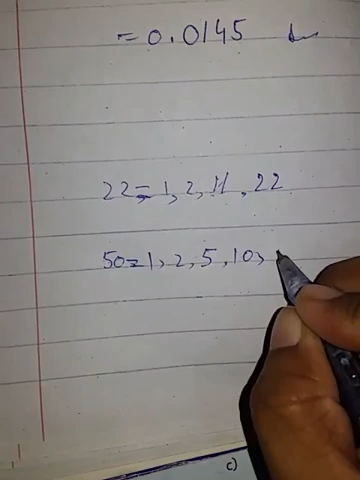 = 0.0145
22 = 1, 2, 11, 22
50 = 1, 2, 5, 10,
c)